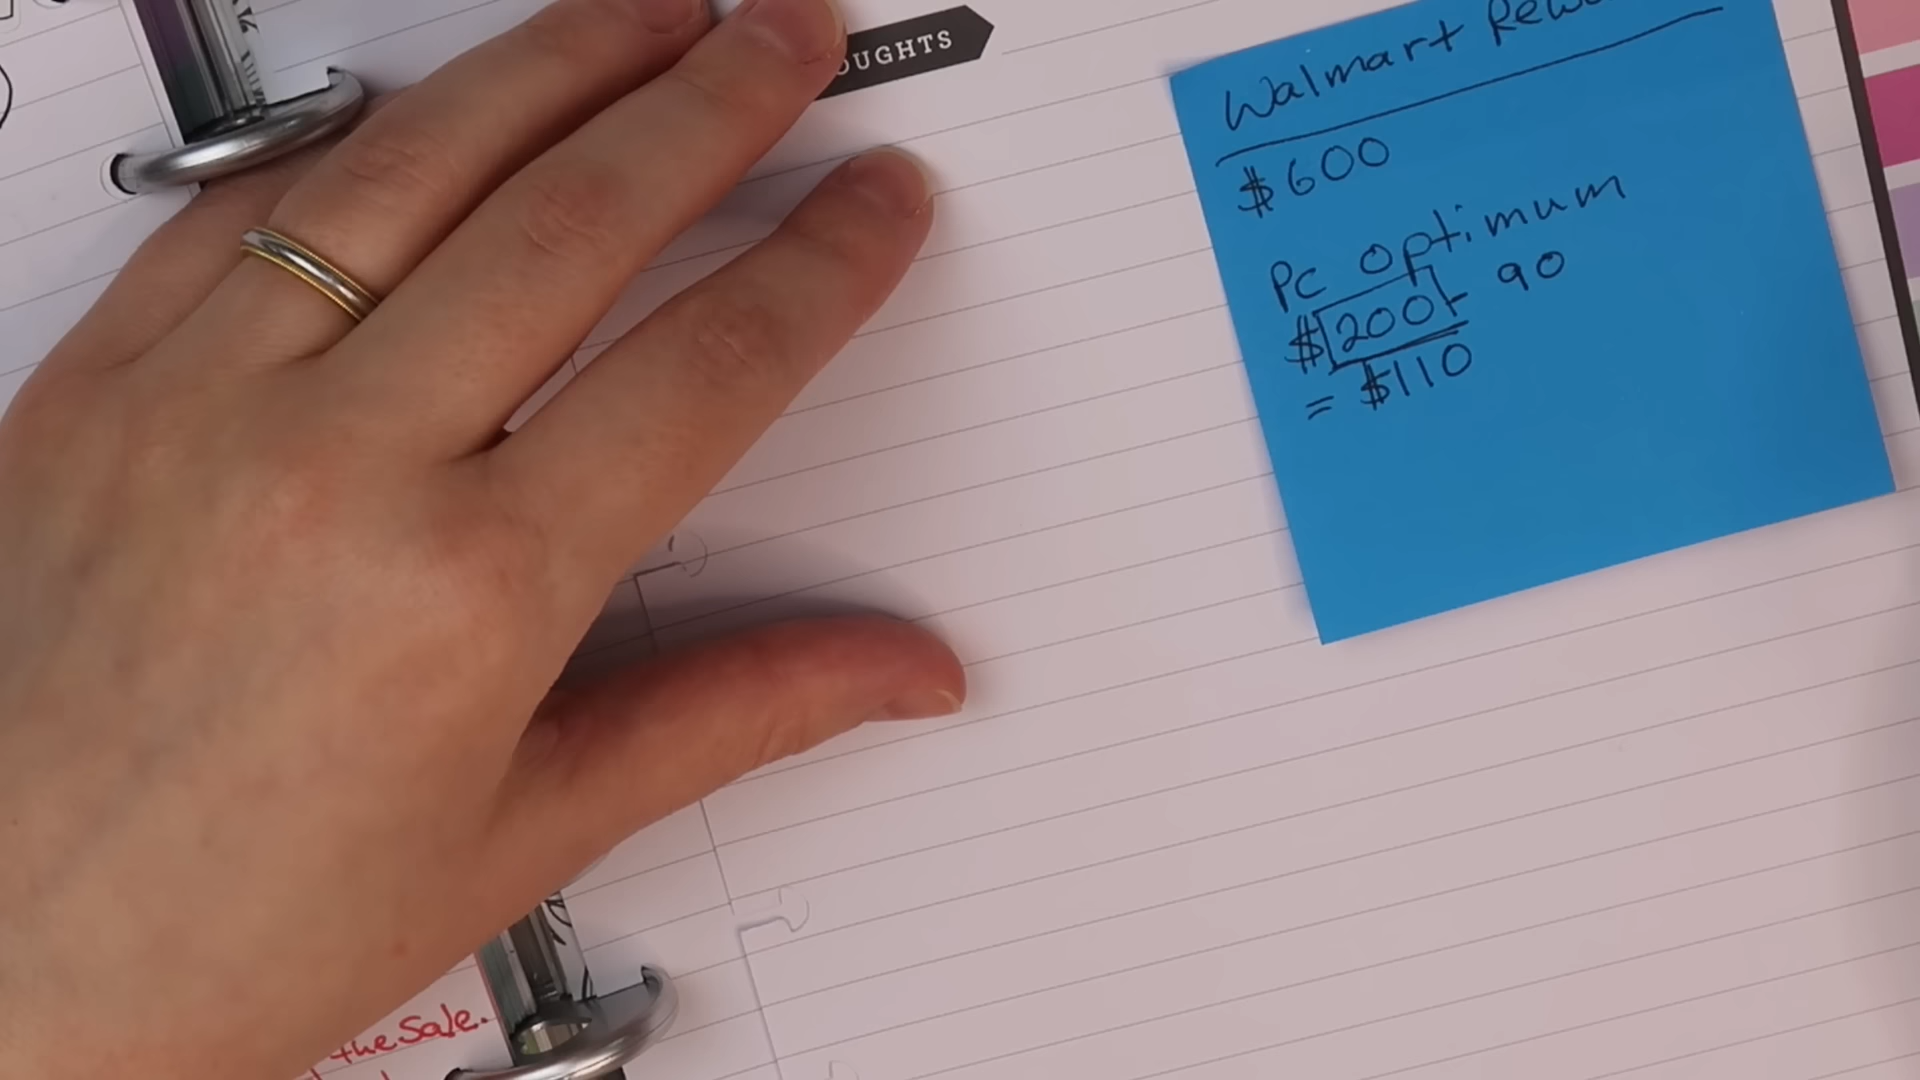 OUGHTS
Walmart Rew
$600
Pc optimum
$200 - 90
= $110
the Sale.